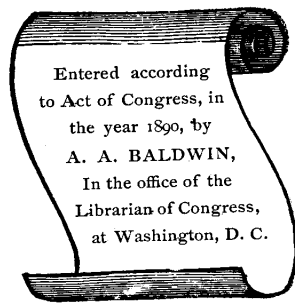 Entered according
to Act of Congress, in
the year 1890, by
A. A. BALDWIN,
In the office of the
Librarian of Congress,
at Washington, D. C.